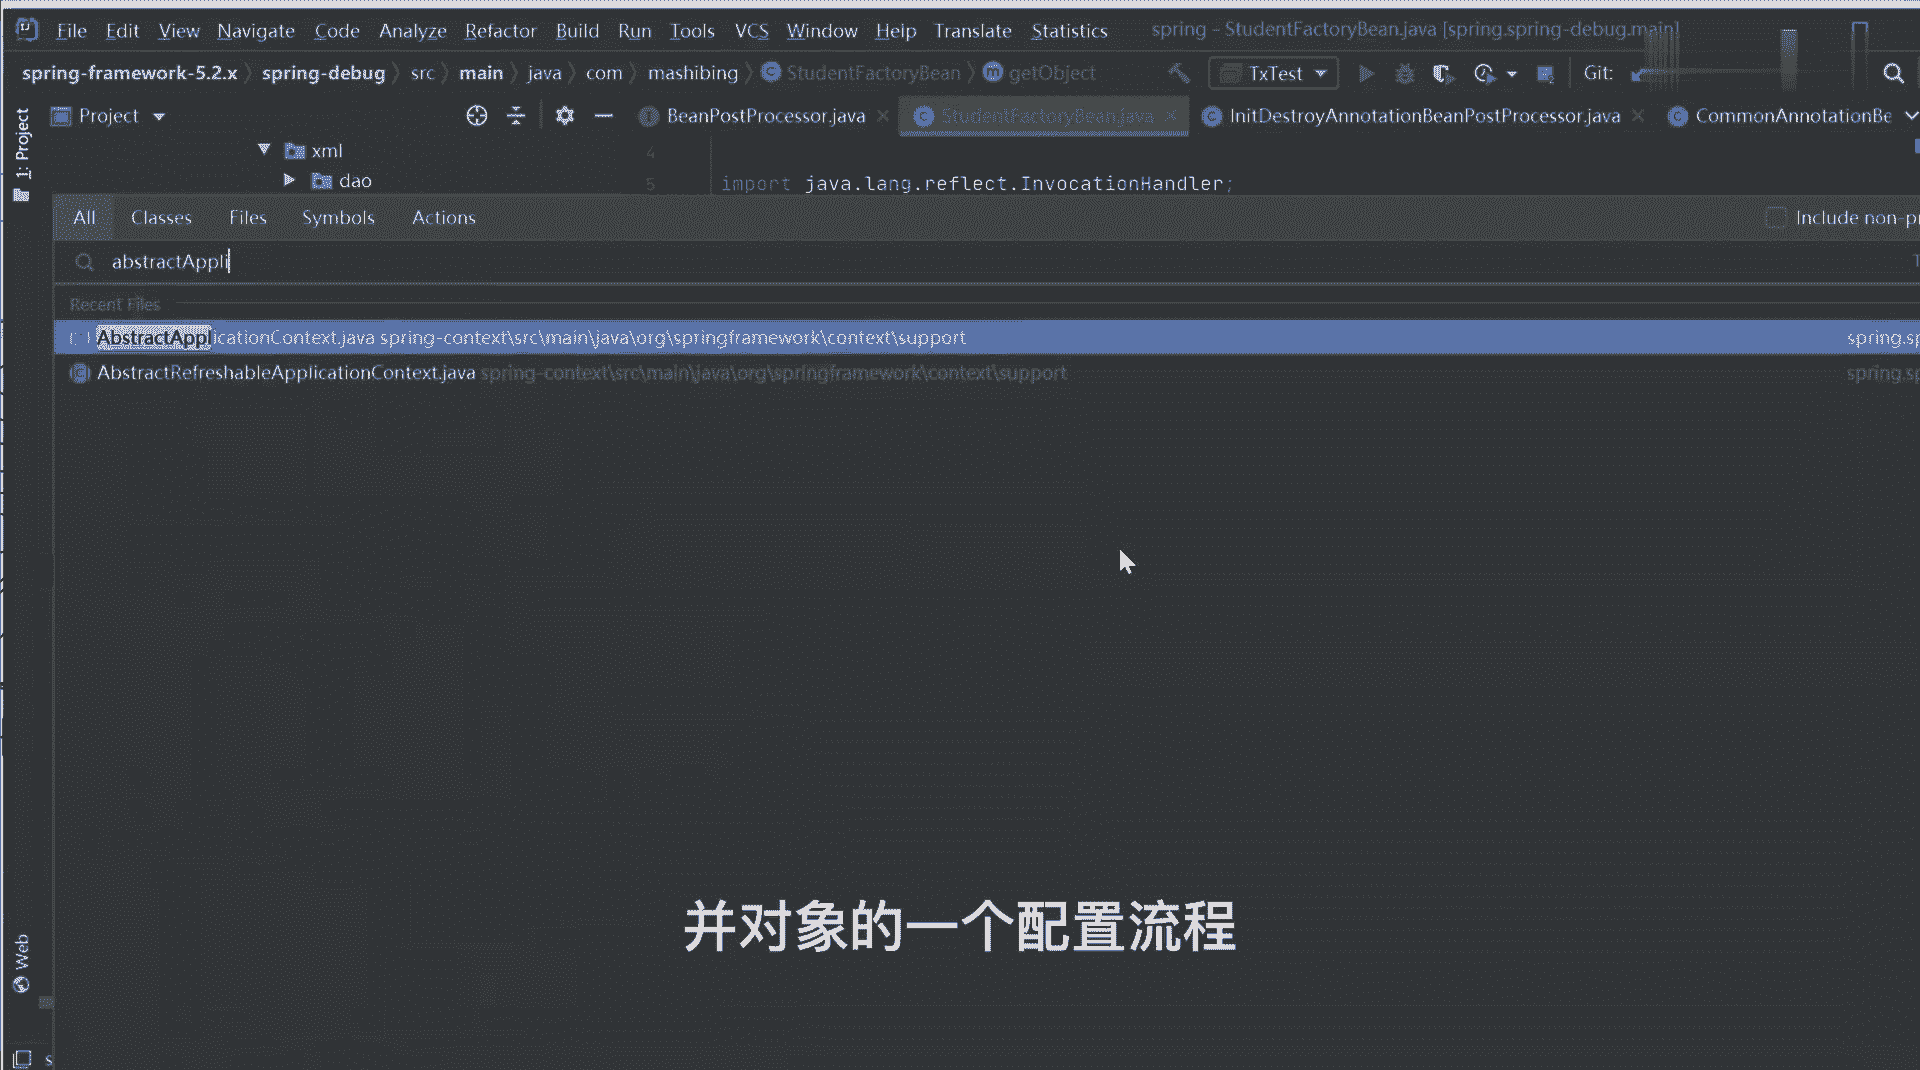 File Edit View Navigate Code Analyze Refactor Build Run Tools VCS Window Help Translate Statistics spring - StudentFactoryBean.java [spring.spring-debug.main]
spring-framework-5.2.x spring-debug src main java com mashibing StudentFactoryBean getObject TxTest Git:
1: Project
Project BeanPostProcessor.java StudentFactoryBean.java InitDestroyAnnotationBeanPostProcessor.java CommonAnnotationBe
xml 4
dao 5 import java.lang.reflect.InvocationHandler;
All Classes Files Symbols Actions Include non-pr
abstractAppli
Recent Files
AbstractApplicationContext.java spring-context\src\main\java\org\springframework\context\support spring.sp
AbstractRefreshableApplicationContext.java spring-context\src\main\java\org\springframework\context\support spring.sp
并对象的一个配置流程
Web
s